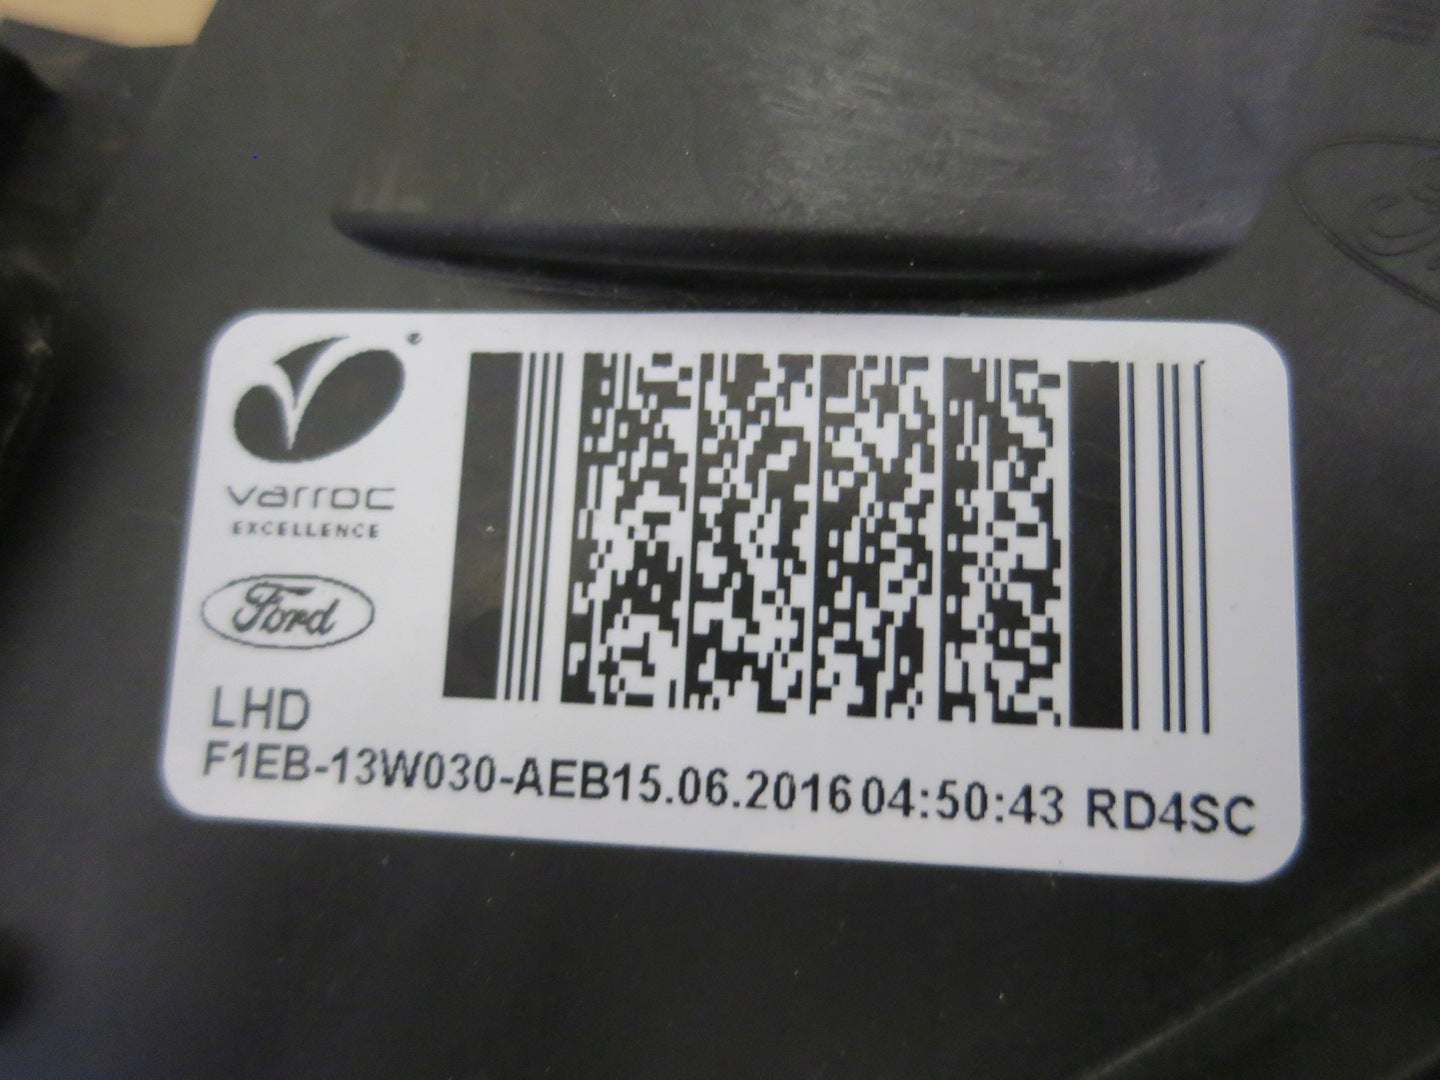 varroc
EXCELLENCE
Ford
LHD
F1EB-13W030-AEB15.06.2016 04:50:43 RD4SC